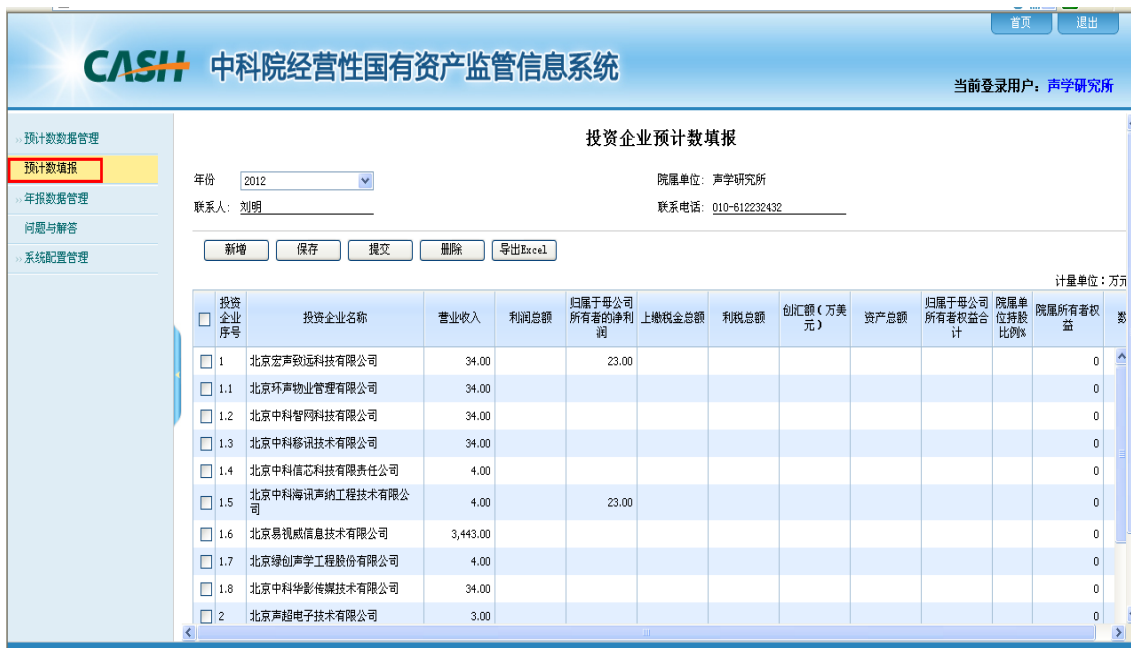 首页 退出
CASH 中科院经营性国有资产监管信息系统
当前登录用户：声学研究所
预计数数据管理
预计数填报
年报数据管理
问题与解答
系统配置管理
投资企业预计数填报
年份 2012 院属单位：声学研究所
联系人：刘明 联系电话：010-612232432
新增 保存 提交 删除 导出Excel
计量单位：万元
投资企业序号 投资企业名称 营业收入 利润总额 归属于母公司所有者的净利润 上缴税金总额 利税总额 创汇额(万美元) 资产总额 归属于母公司所有者权益合计 院属单位持股比例% 院属所有者权益 数
1 北京宏声致远科技有限公司 34.00 23.00 0
1.1 北京环声物业管理有限公司 34.00 0
1.2 北京中科智网科技有限公司 34.00 0
1.3 北京中科移讯技术有限公司 34.00 0
1.4 北京中科信芯科技有限责任公司 4.00 0
1.5 北京中科海讯声纳工程技术有限公司 4.00 23.00 0
1.6 北京易视威信息技术有限公司 3,443.00 0
1.7 北京绿创声学工程股份有限公司 4.00 0
1.8 北京中科华影传媒技术有限公司 34.00 0
2 北京声超电子技术有限公司 3.00 0